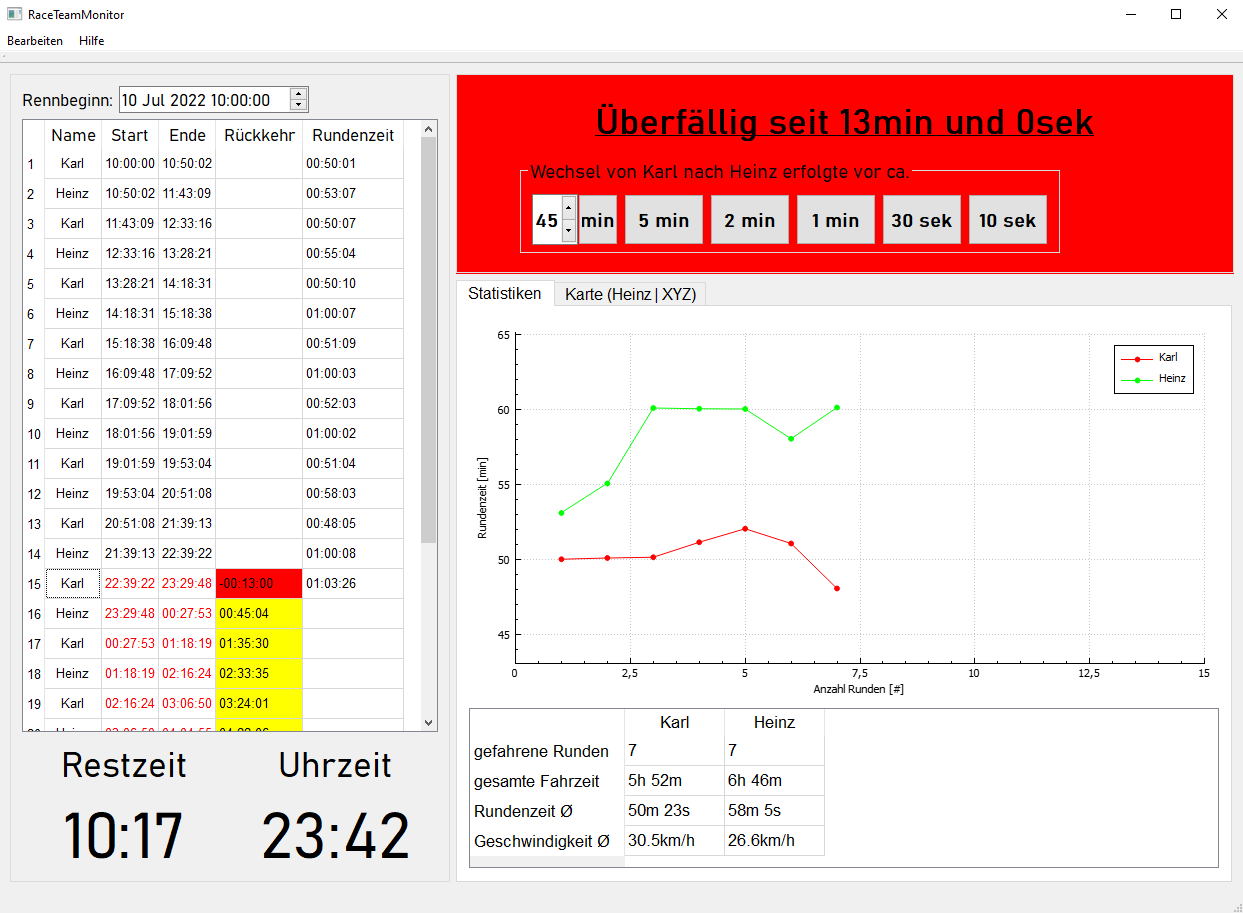 RaceTeamMonitor
Bearbeiten Hilfe
Rennbeginn: 10 Jul 2022 10:00:00
Name Start Ende Rückkehr Rundenzeit
1 Karl 10:00:00 10:50:02 00:50:01
2 Heinz 10:50:02 11:43:09 00:53:07
3 Karl 11:43:09 12:33:16 00:50:07
4 Heinz 12:33:16 13:28:21 00:55:04
5 Karl 13:28:21 14:18:31 00:50:10
6 Heinz 14:18:31 15:18:38 01:00:07
7 Karl 15:18:38 16:09:48 00:51:09
8 Heinz 16:09:48 17:09:52 01:00:03
9 Karl 17:09:52 18:01:56 00:52:03
10 Heinz 18:01:56 19:01:59 01:00:02
11 Karl 19:01:59 19:53:04 00:51:04
12 Heinz 19:53:04 20:51:08 00:58:03
13 Karl 20:51:08 21:39:13 00:48:05
14 Heinz 21:39:13 22:39:22 01:00:08
15 Karl 22:39:22 23:29:48 -00:13:00 01:03:26
16 Heinz 23:29:48 00:27:53 00:45:04
17 Karl 00:27:53 01:18:19 01:35:30
18 Heinz 01:18:19 02:16:24 02:33:35
19 Karl 02:16:24 03:06:50 03:24:01
Restzeit Uhrzeit
10:17 23:42
Überfällig seit 13min und 0sek
Wechsel von Karl nach Heinz erfolgte vor ca.
45 min 5 min 2 min 1 min 30 sek 10 sek
Statistiken Karte (Heinz | XYZ)
65
60
55
50
45
Rundenzeit [min]
Karl
Heinz
0 2,5 5 7,5 10 12,5 15
Anzahl Runden [#]
Karl Heinz
gefahrene Runden 7 7
gesamte Fahrzeit 5h 52m 6h 46m
Rundenzeit Ø 50m 23s 58m 5s
Geschwindigkeit Ø 30.5km/h 26.6km/h